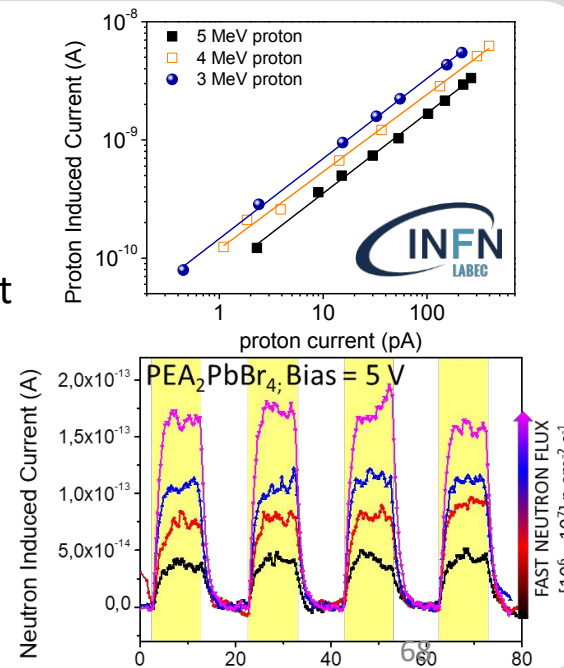 10⁻⁸
5 MeV proton
4 MeV proton
3 MeV proton
10⁻⁹
10⁻¹⁰
Proton Induced Current (A)
INFN
LABEC
t
1 10 100
proton current (pA)
PEA₂PbBr₄; Bias = 5 V
2,0x10⁻¹³
1,5x10⁻¹³
1,0x10⁻¹³
5,0x10⁻¹⁴
0,0
Neutron Induced Current (A)
FAST NEUTRON FLUX
0 20 40 60 80
68